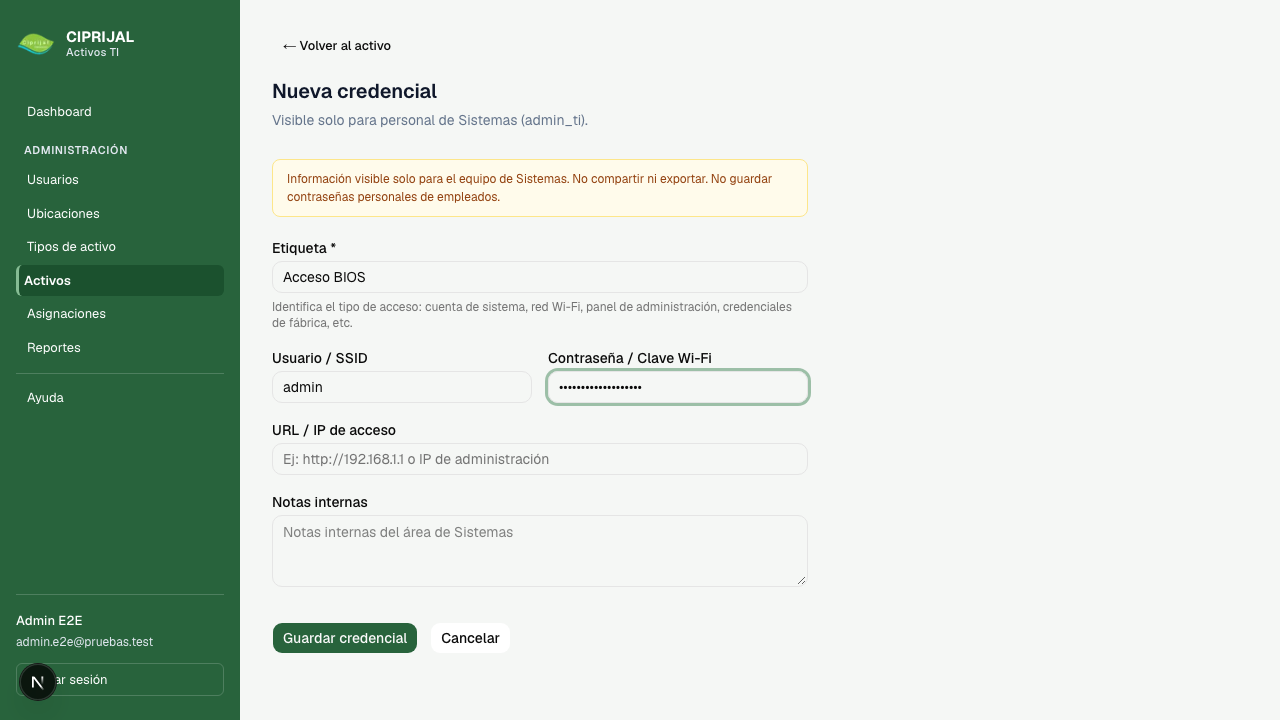 Ciprijal
CIPRIJAL
Activos TI
Dashboard
ADMINISTRACIÓN
Usuarios
Ubicaciones
Tipos de activo
Activos
Asignaciones
Reportes
Ayuda
Admin E2E
admin.e2e@pruebas.test
ar sesión
← Volver al activo
Nueva credencial
Visible solo para personal de Sistemas (admin_ti).
Información visible solo para el equipo de Sistemas. No compartir ni exportar. No guardar
contraseñas personales de empleados.
Etiqueta *
Acceso BIOS
Identifica el tipo de acceso: cuenta de sistema, red Wi-Fi, panel de administración, credenciales
de fábrica, etc.
Usuario / SSID
Contraseña / Clave Wi-Fi
admin
•••••••••••••••••••
URL / IP de acceso
Ej: http://192.168.1.1 o IP de administración
Notas internas
Notas internas del área de Sistemas
Guardar credencial
Cancelar